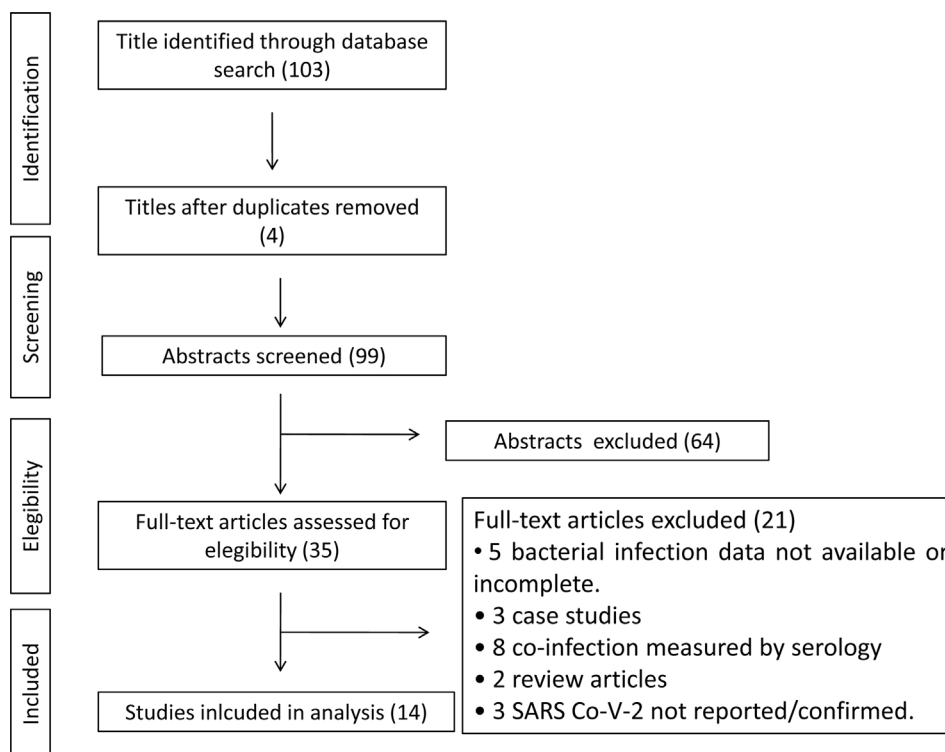 Identification
Title identified through database
search (103)
Titles after duplicates removed
(4)
Screening
Abstracts screened (99)
Abstracts excluded (64)
Elegibility
Full-text articles assessed for
elegibility (35)
Full-text articles excluded (21)
• 5 bacterial infection data not available or
incomplete.
• 3 case studies
• 8 co-infection measured by serology
• 2 review articles
• 3 SARS Co-V-2 not reported/confirmed.
Included
Studies inlcuded in analysis (14)